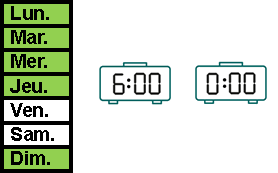 Lun.
Mar.
Mer.
Jeu.
Ven.
Sam.
Dim.
6:00 0:00